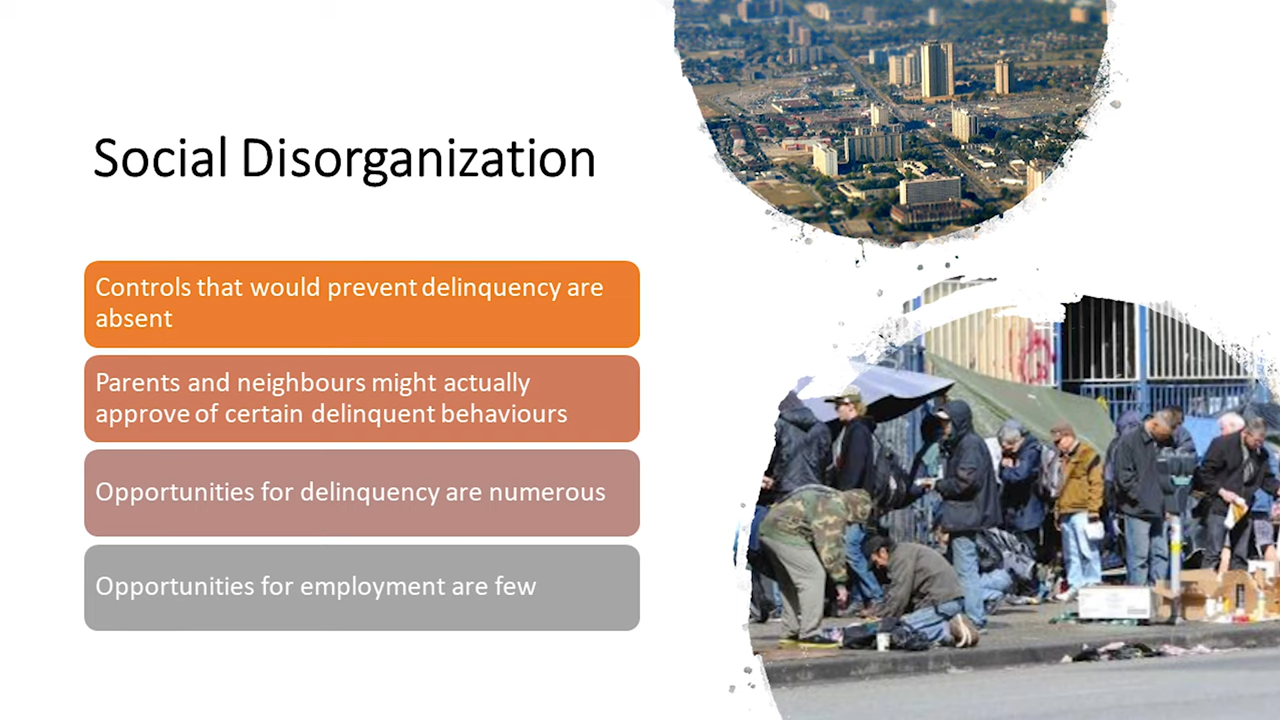 Social Disorganization
Controls that would prevent delinquency are
absent
Parents and neighbours might actually
approve of certain delinquent behaviours
Opportunities for delinquency are numerous
Opportunities for employment are few